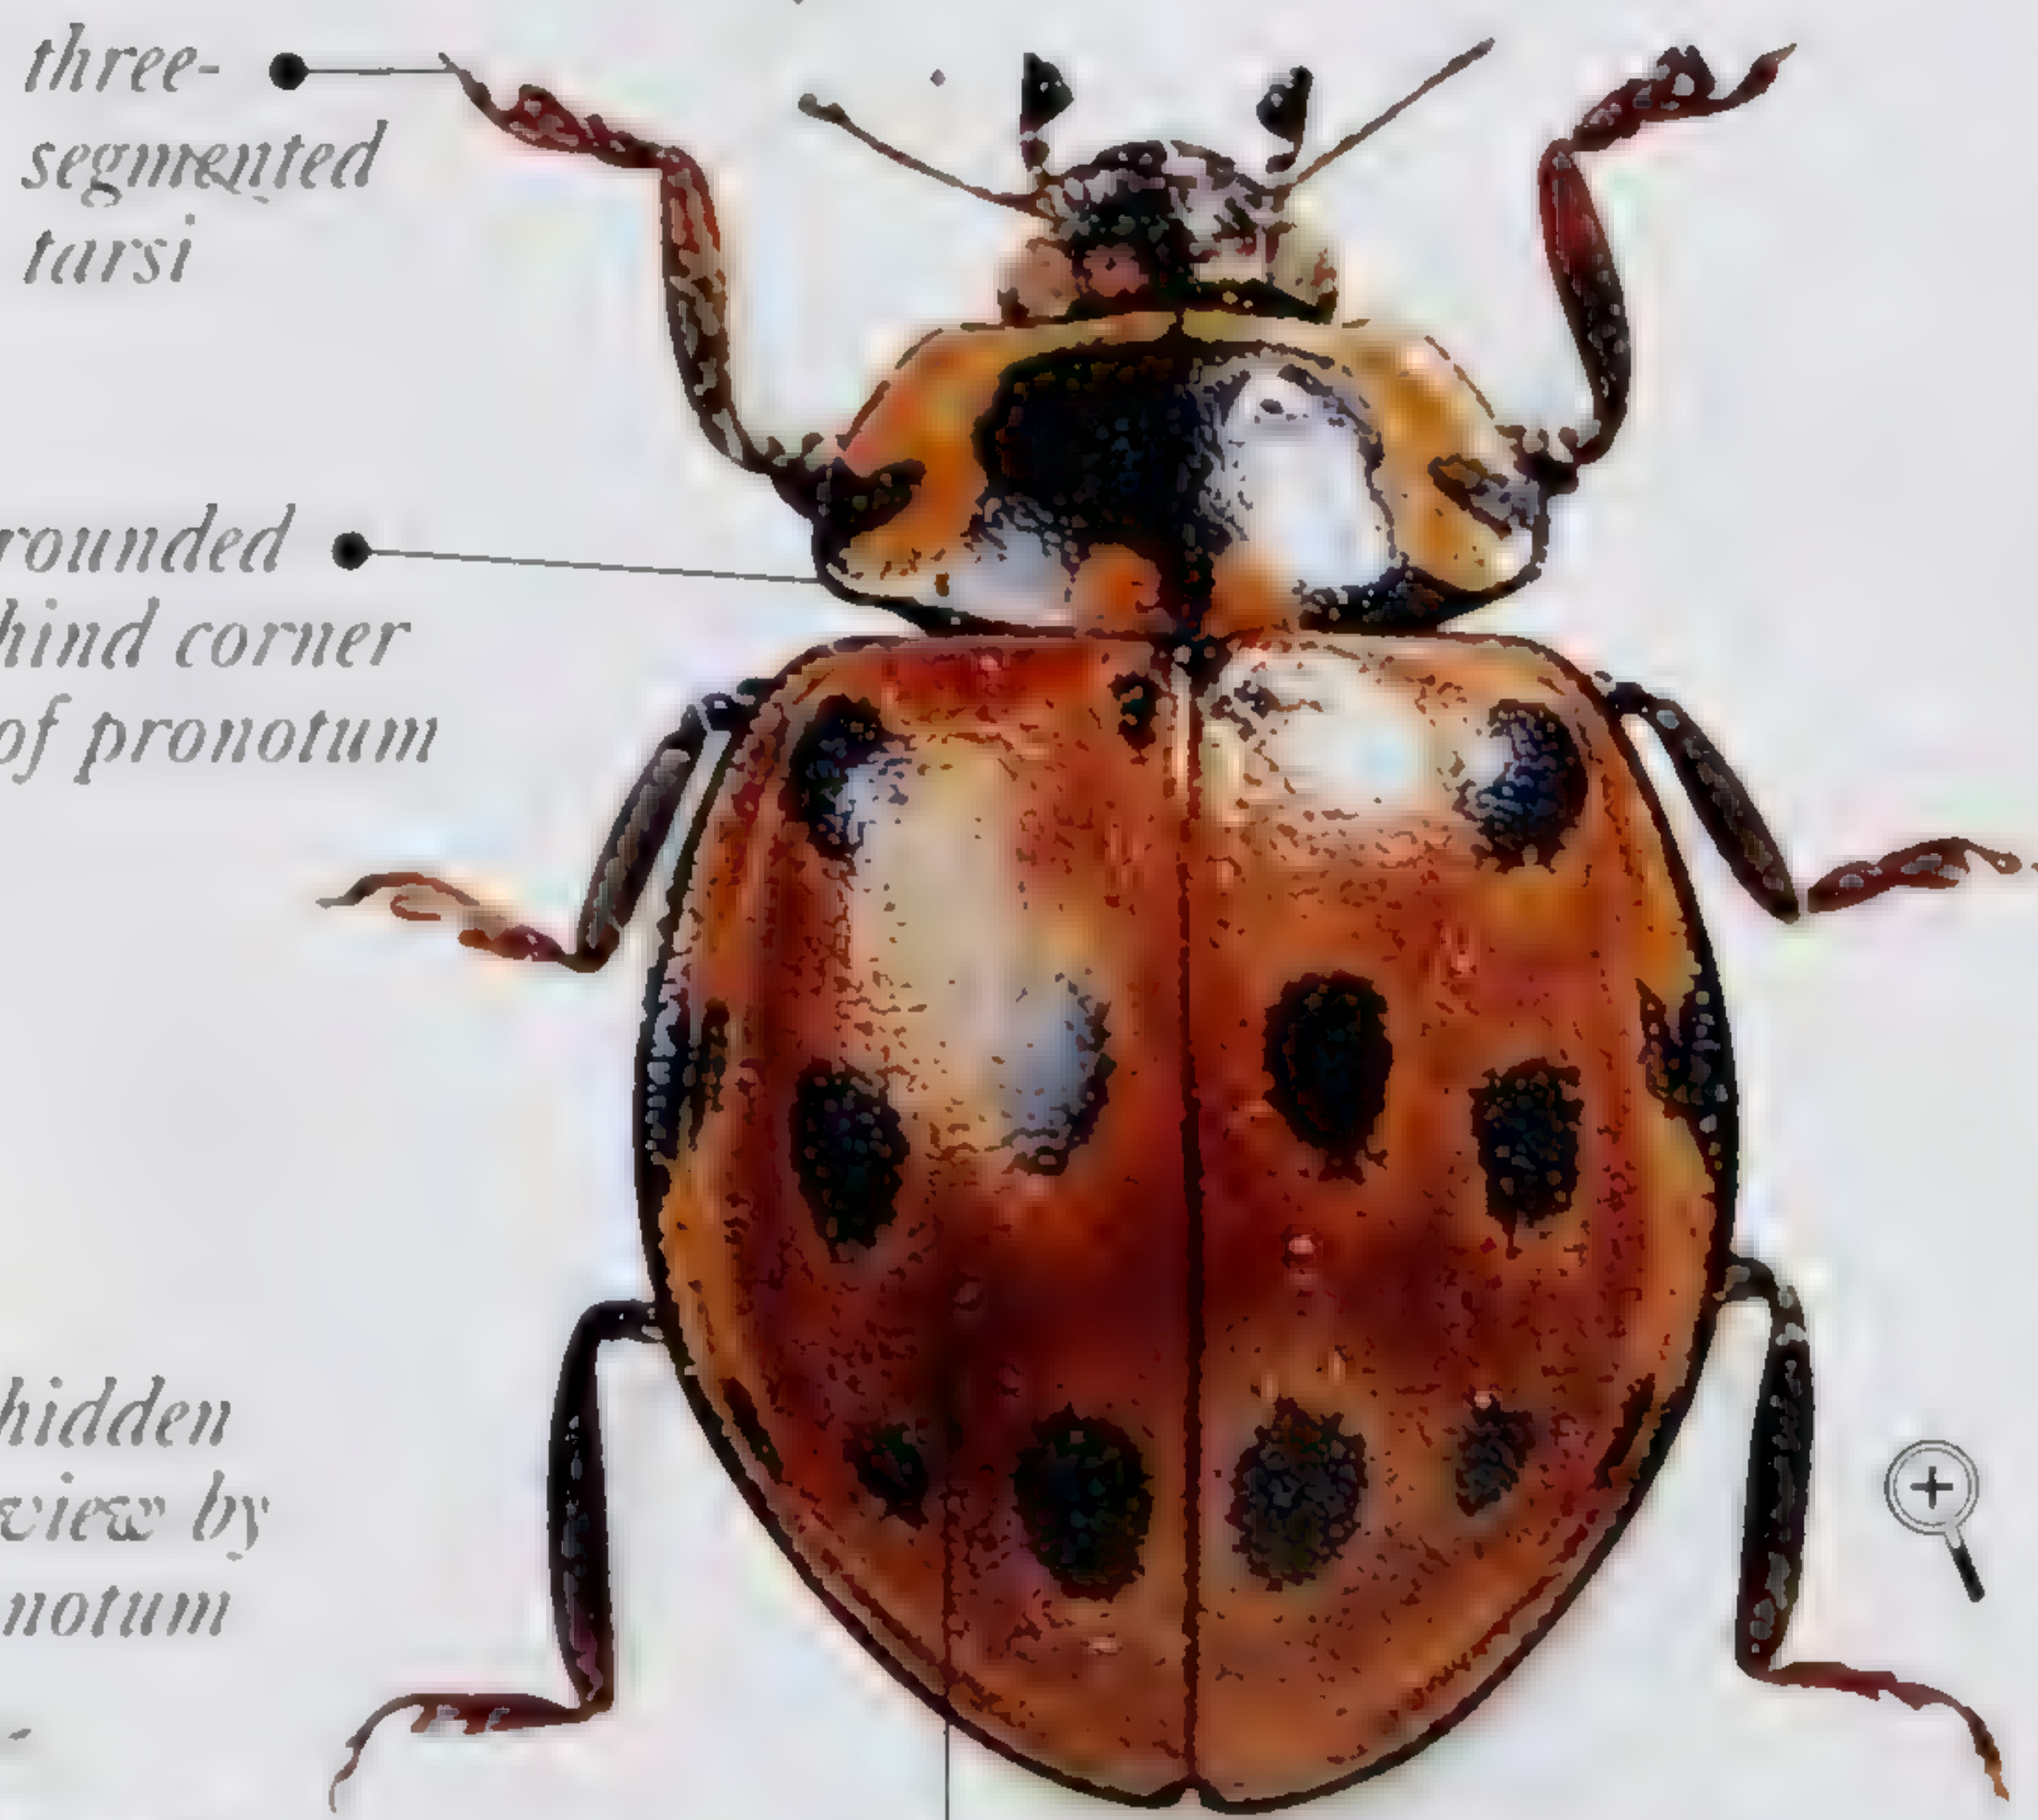 three-
segmented
tarsi
rounded
hind corner
of pronotum
hidden
view by
notum